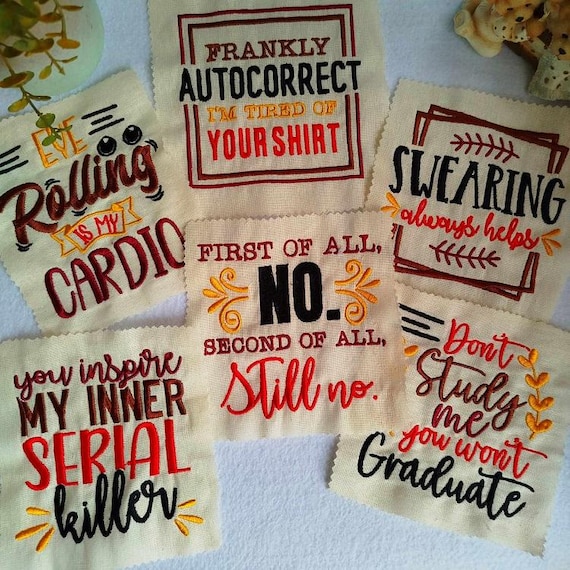 FRANKLY
AUTOCORRECT
I'M TIRED OF
YOUR SHIRT
EYE
Rolling
IS MY
CARDIO
SWEARING
always helps
FIRST OF ALL,
NO.
SECOND OF ALL,
Still no.
you inspire
MY INNER
SERIAL
killer
Don't
Study
me
you won't
Graduate